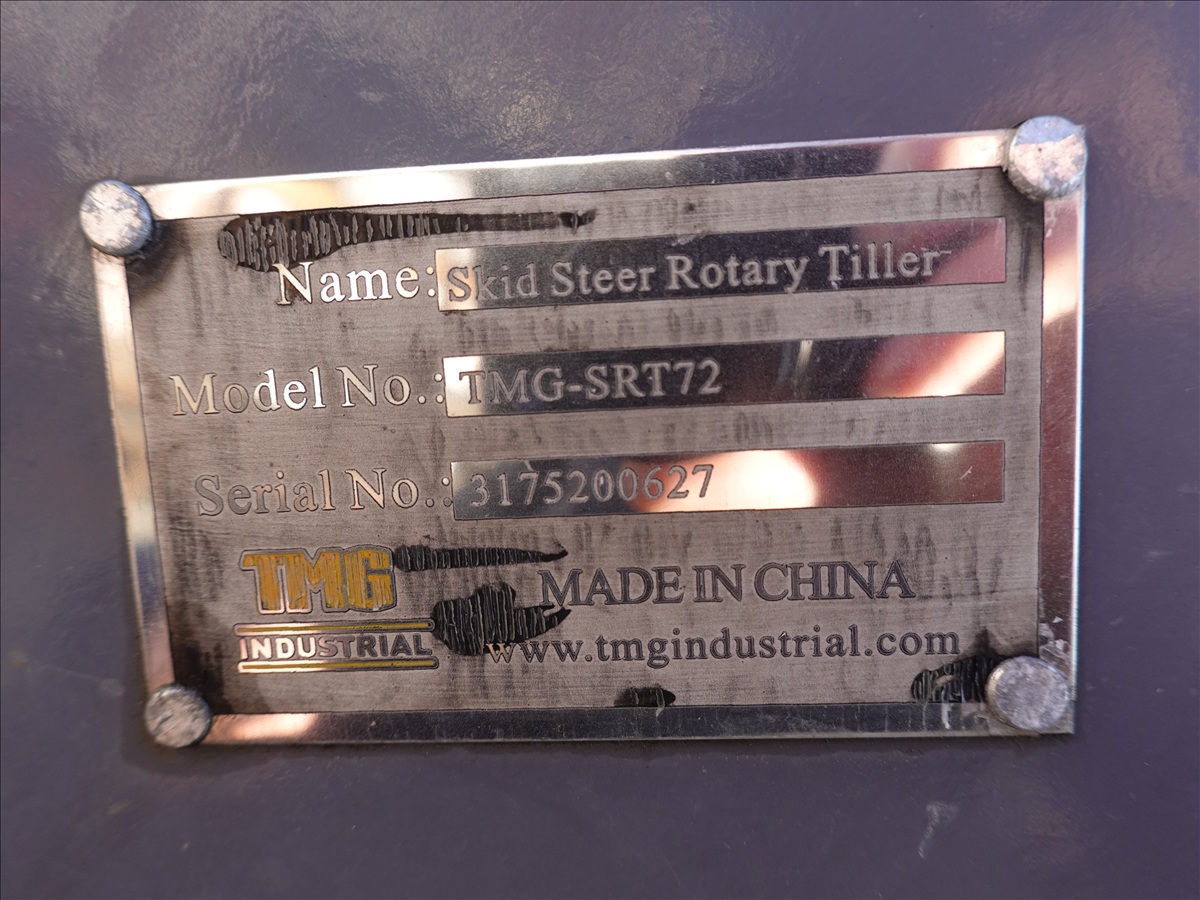 Name: Skid Steer Rotary Tiller
Model No.: TMG-SRT72
Serial No.: 3175200627
TMG
INDUSTRIAL
MADE IN CHINA
www.tmgindustrial.com